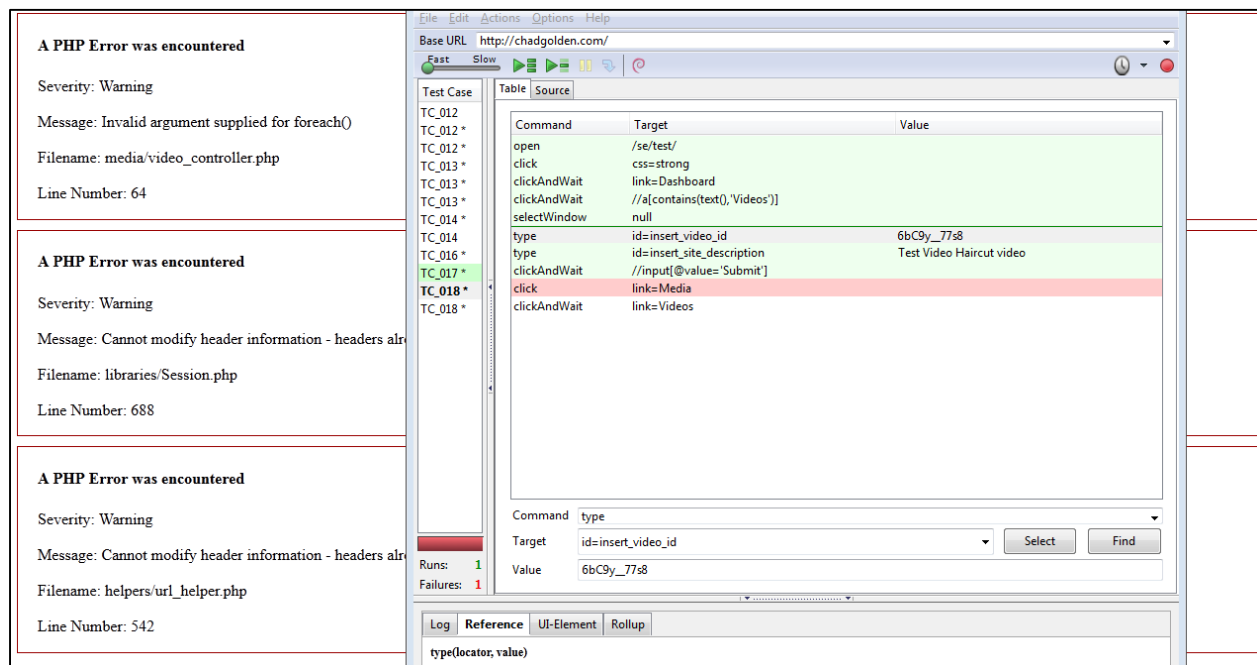 A PHP Error was encountered
Severity: Warning
Message: Invalid argument supplied for foreach()
Filename: media/video_controller.php
Line Number: 64
A PHP Error was encountered
Severity: Warning
Message: Cannot modify header information - headers alre
Filename: libraries/Session.php
Line Number: 688
A PHP Error was encountered
Severity: Warning
Message: Cannot modify header information - headers alre
Filename: helpers/url_helper.php
Line Number: 542
File Edit Actions Options Help
Base URL http://chadgolden.com/
Fast Slow
Test Case
TC_012
TC_012 *
TC_012 *
TC_013 *
TC_013 *
TC_013 *
TC_014 *
TC_014
TC_016 *
TC_017 *
TC_018 *
TC_018 *
Runs: 1
Failures: 1
Table Source
Command Target Value
open /se/test/
click css=strong
clickAndWait link=Dashboard
clickAndWait //a[contains(text(),'Videos')]
selectWindow null
type id=insert_video_id 6bC9y__77s8
type id=insert_site_description Test Video Haircut video
clickAndWait //input[@value='Submit']
click link=Media
clickAndWait link=Videos
Command type
Target id=insert_video_id Select Find
Value 6bC9y__77s8
Log Reference UI-Element Rollup
type(locator, value)